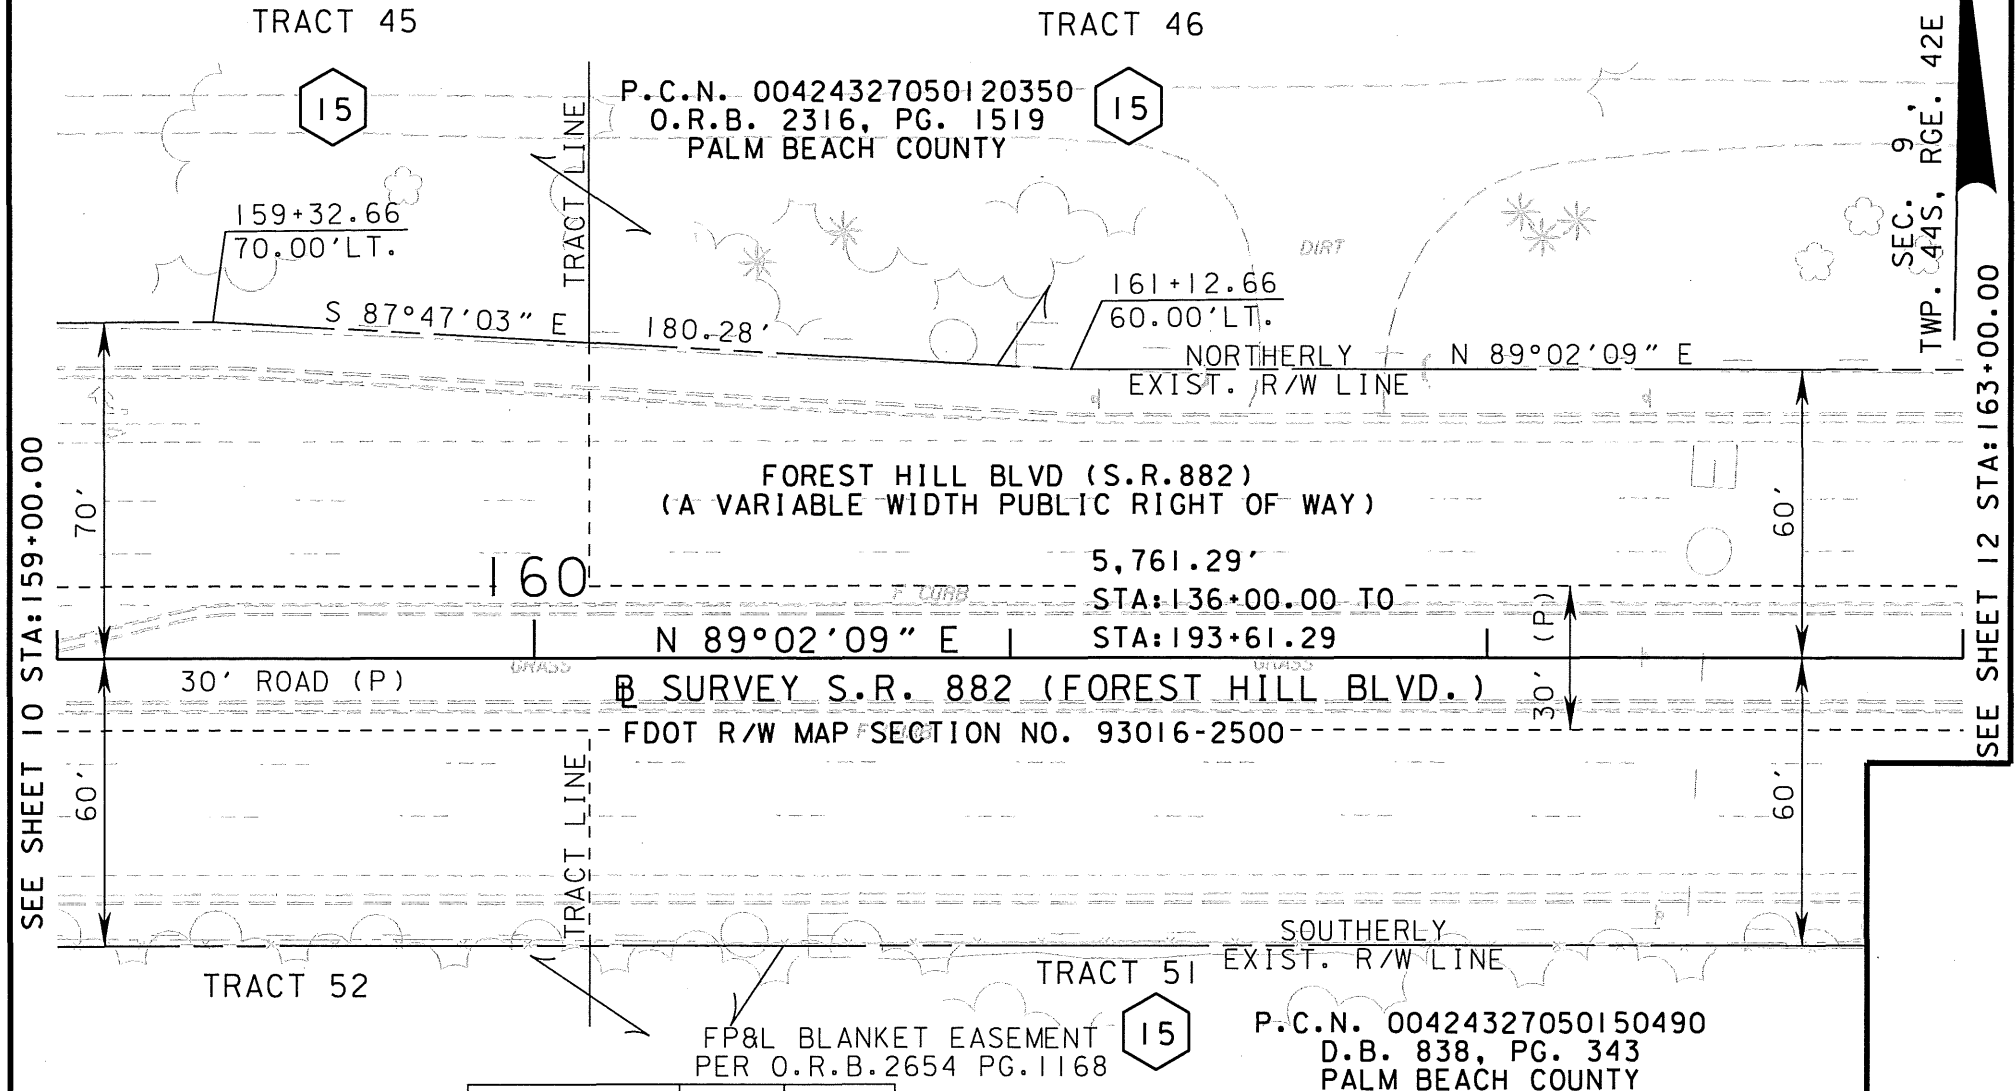 TRACT 45
TRACT 46
15
P.C.N. 00424327050120350
O.R.B. 2316, PG. 1519
PALM BEACH COUNTY
15
SEC. 9,
TWP. 44S, RGE. 42E
TRACT LINE
159+32.66
70.00'LT.
DIRT
S 87°47'03" E
180.28'
161+12.66
60.00'LT.
NORTHERLY
EXIST. R/W LINE
N 89°02'09" E
SEE SHEET 10 STA:159+00.00
SEE SHEET 12 STA:163+00.00
70'
60'
FOREST HILL BLVD (S.R.882)
(A VARIABLE WIDTH PUBLIC RIGHT OF WAY)
160
5,761.29'
STA:136+00.00 TO
STA:193+61.29
F CURB
N 89°02'09" E
30' (P)
GRASS
GRASS
30' ROAD (P)
BL SURVEY S.R. 882 (FOREST HILL BLVD.)
FDOT R/W MAP SECTION NO. 93016-2500
60'
TRACT LINE
60'
SOUTHERLY
EXIST. R/W LINE
TRACT 52
TRACT 51
FP&L BLANKET EASEMENT
PER O.R.B.2654 PG.1168
15
P.C.N. 00424327050150490
D.B. 838, PG. 343
PALM BEACH COUNTY